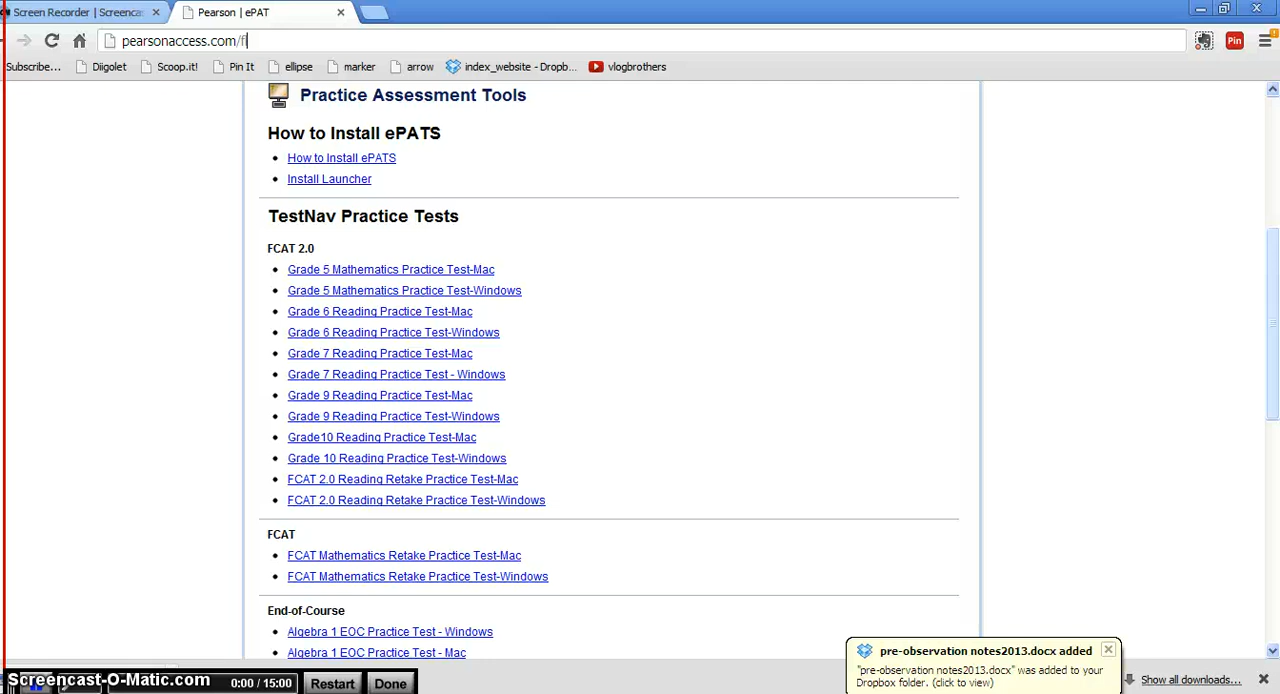 Screen Recorder | Screencas
Pearson | ePAT
pearsonaccess.com/fl
Pin
Subscribe...
Diigolet
Scoop.it!
Pin It
ellipse
marker
arrow
index_website - Dropb...
vlogbrothers
Practice Assessment Tools
How to Install ePATS
How to Install ePATS
Install Launcher
TestNav Practice Tests
FCAT 2.0
Grade 5 Mathematics Practice Test-Mac
Grade 5 Mathematics Practice Test-Windows
Grade 6 Reading Practice Test-Mac
Grade 6 Reading Practice Test-Windows
Grade 7 Reading Practice Test-Mac
Grade 7 Reading Practice Test - Windows
Grade 9 Reading Practice Test-Mac
Grade 9 Reading Practice Test-Windows
Grade10 Reading Practice Test-Mac
Grade 10 Reading Practice Test-Windows
FCAT 2.0 Reading Retake Practice Test-Mac
FCAT 2.0 Reading Retake Practice Test-Windows
FCAT
FCAT Mathematics Retake Practice Test-Mac
FCAT Mathematics Retake Practice Test-Windows
End-of-Course
Algebra 1 EOC Practice Test - Windows
Algebra 1 EOC Practice Test - Mac
pre-observation notes2013.docx added
"pre-observation notes2013.docx" was added to your
Dropbox folder. (click to view)
Show all downloads...
Screencast-O-Matic.com
0:00 / 15:00
Restart
Done